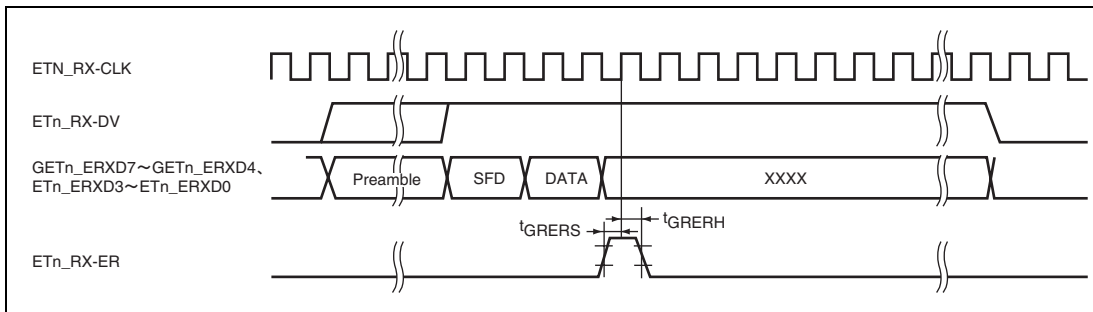 ETN_RX-CLK
ETn_RX-DV
GETn_ERXD7～GETn_ERXD4、
ETn_ERXD3～ETn_ERXD0
Preamble
SFD
DATA
XXXX
tGRERS
tGRERH
ETn_RX-ER